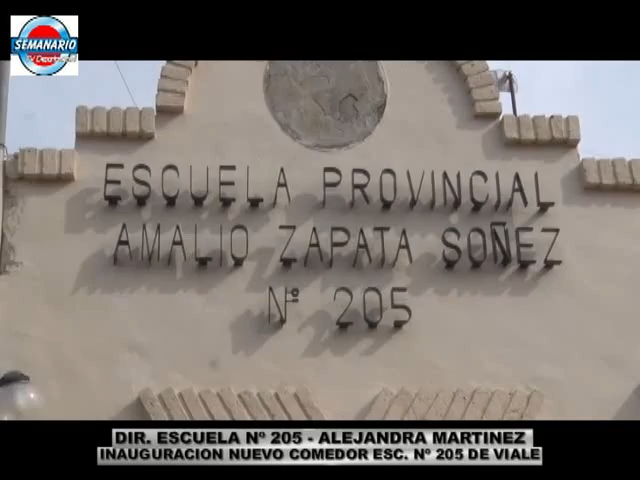 SEMANARIO
ESCUELA PROVINCIAL
AMALIO ZAPATA SOÑEZ
Nº 205
DIR. ESCUELA Nº 205 - ALEJANDRA MARTINEZ
INAUGURACION NUEVO COMEDOR ESC. Nº 205 DE VIALE